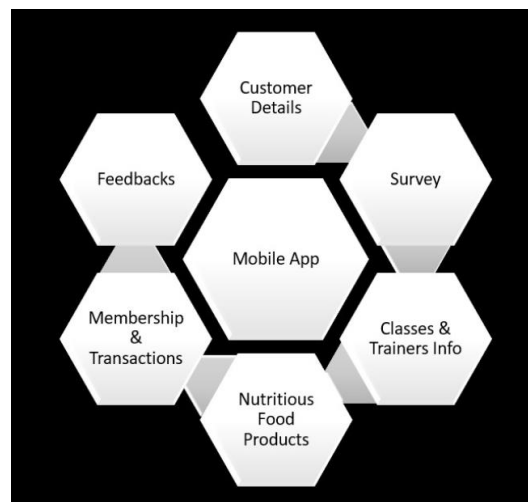 Customer
Details
Feedbacks
Survey
Mobile App
Membership
&
Transactions
Classes &
Trainers Info
Nutritious
Food
Products